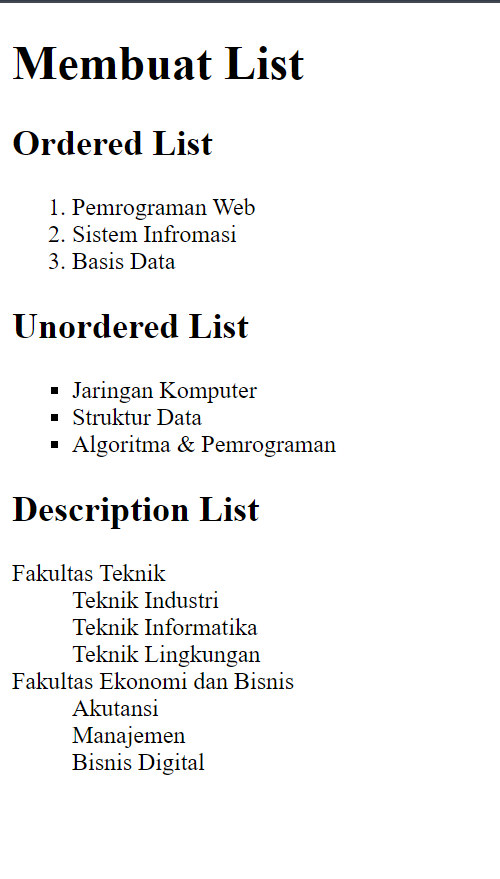 Membuat List
Ordered List
1. Pemrograman Web
2. Sistem Infromasi
3. Basis Data
Unordered List
▪ Jaringan Komputer
▪ Struktur Data
▪ Algoritma & Pemrograman
Description List
Fakultas Teknik
Teknik Industri
Teknik Informatika
Teknik Lingkungan
Fakultas Ekonomi dan Bisnis
Akutansi
Manajemen
Bisnis Digital